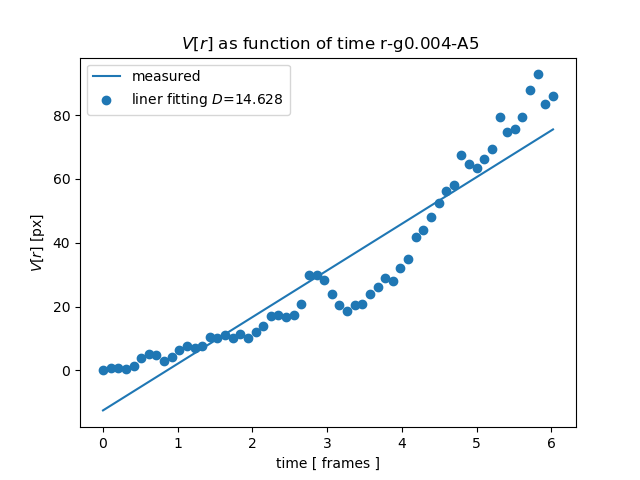 V[r] as function of time r-g0.004-A5
measured
liner fitting D=14.628
80
60
40
20
0
V[r] [px]
0 1 2 3 4 5 6
time [ frames ]